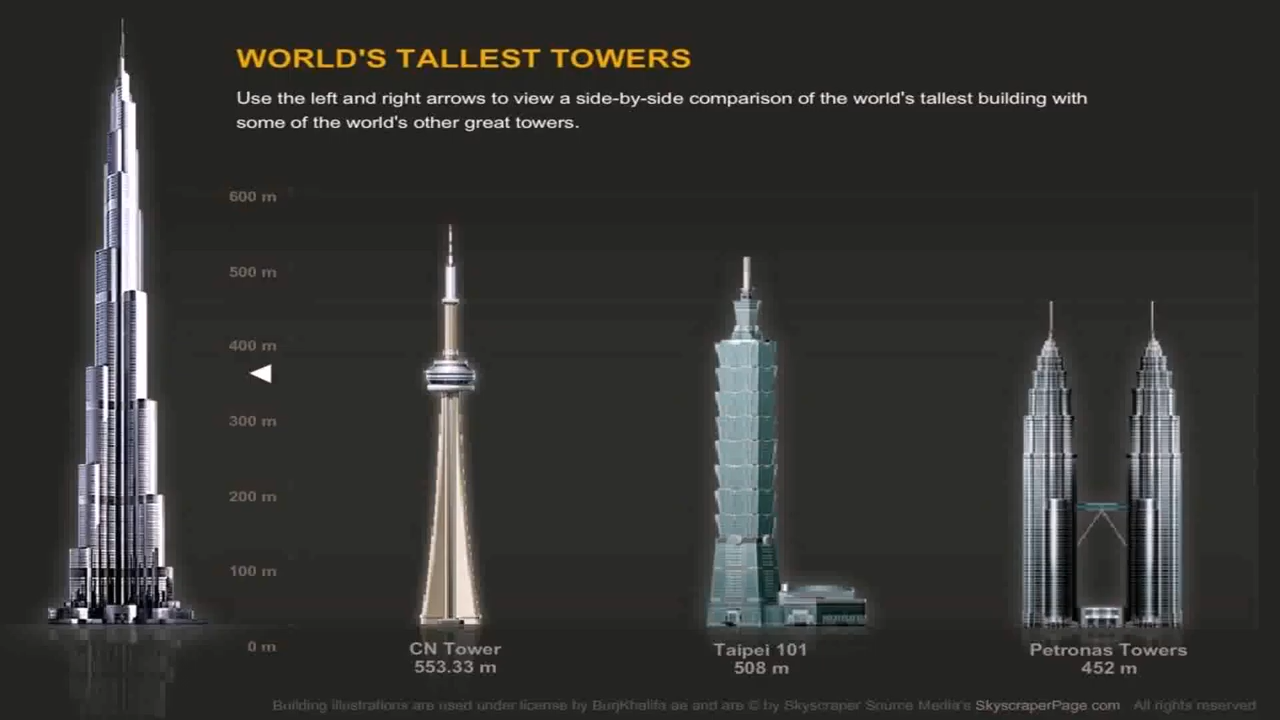 WORLD'S TALLEST TOWERS
Use the left and right arrows to view a side-by-side comparison of the world's tallest building with
some of the world's other great towers.
600 m
500 m
400 m
300 m
200 m
100 m
0 m
CN Tower
553.33 m
Taipei 101
508 m
Petronas Towers
452 m
Building illustrations are used under license by BurjKhalifa ae and are © by Skyscraper Source Media's SkyscraperPage.com All rights reserved